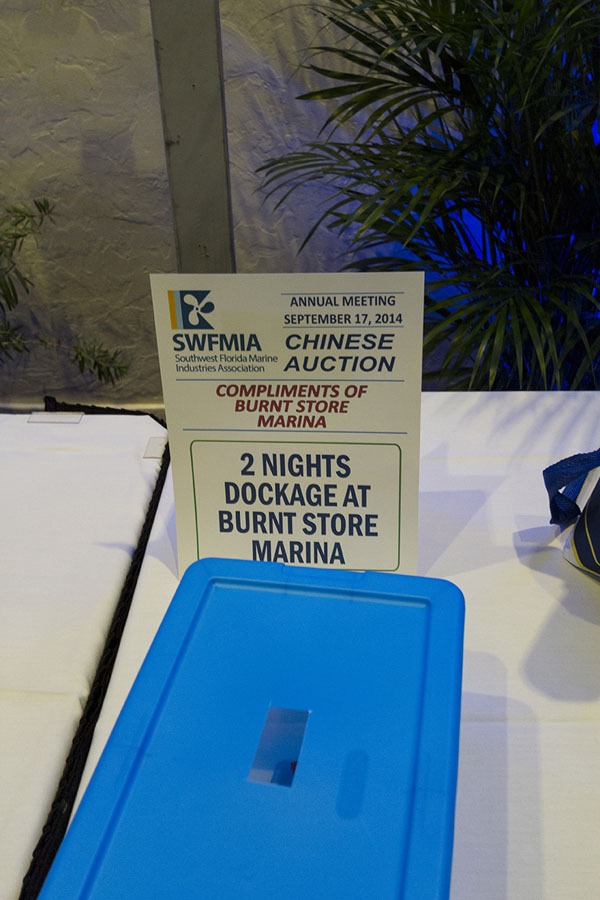 SWFMIA
Southwest Florida Marine
Industries Association
ANNUAL MEETING
SEPTEMBER 17, 2014
CHINESE
AUCTION
COMPLIMENTS OF
BURNT STORE
MARINA
2 NIGHTS
DOCKAGE AT
BURNT STORE
MARINA